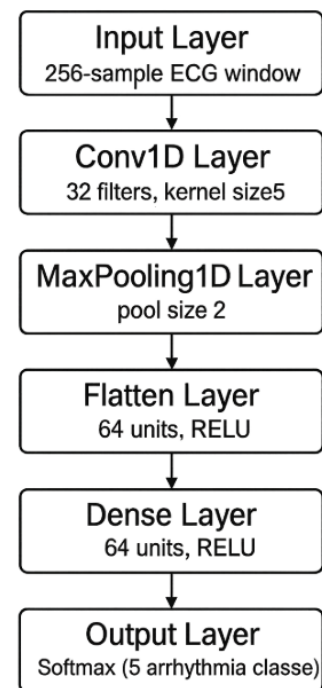 Input Layer
256-sample ECG window
Conv1D Layer
32 filters, kernel size5
MaxPooling1D Layer
pool size 2
Flatten Layer
64 units, RELU
Dense Layer
64 units, RELU
Output Layer
Softmax (5 arrhythmia classe)